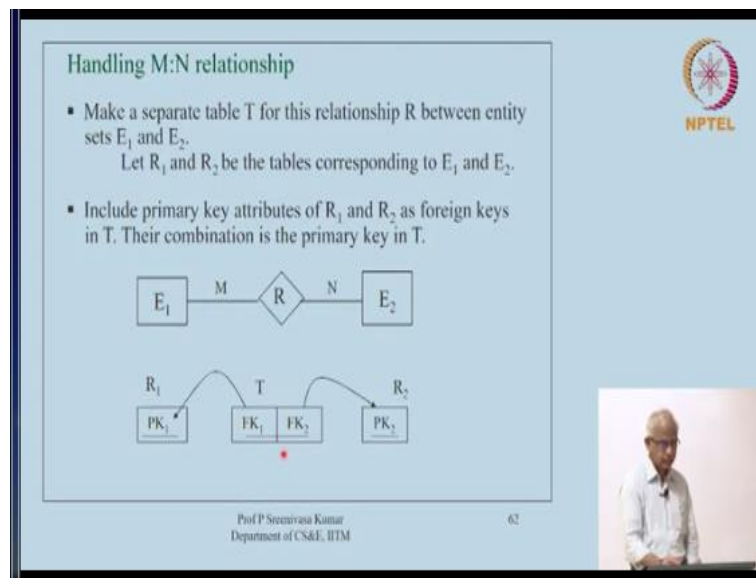 Handling M:N relationship
▪ Make a separate table T for this relationship R between entity
sets E₁ and E₂.
Let R₁ and R₂ be the tables corresponding to E₁ and E₂.
▪ Include primary key attributes of R₁ and R₂ as foreign keys
in T. Their combination is the primary key in T.
E₁ M R N E₂
R₁ T R₂
PK₁ FK₁ FK₂ PK₂
Prof P Sreenivasa Kumar
Department of CS&E, IITM
62
NPTEL